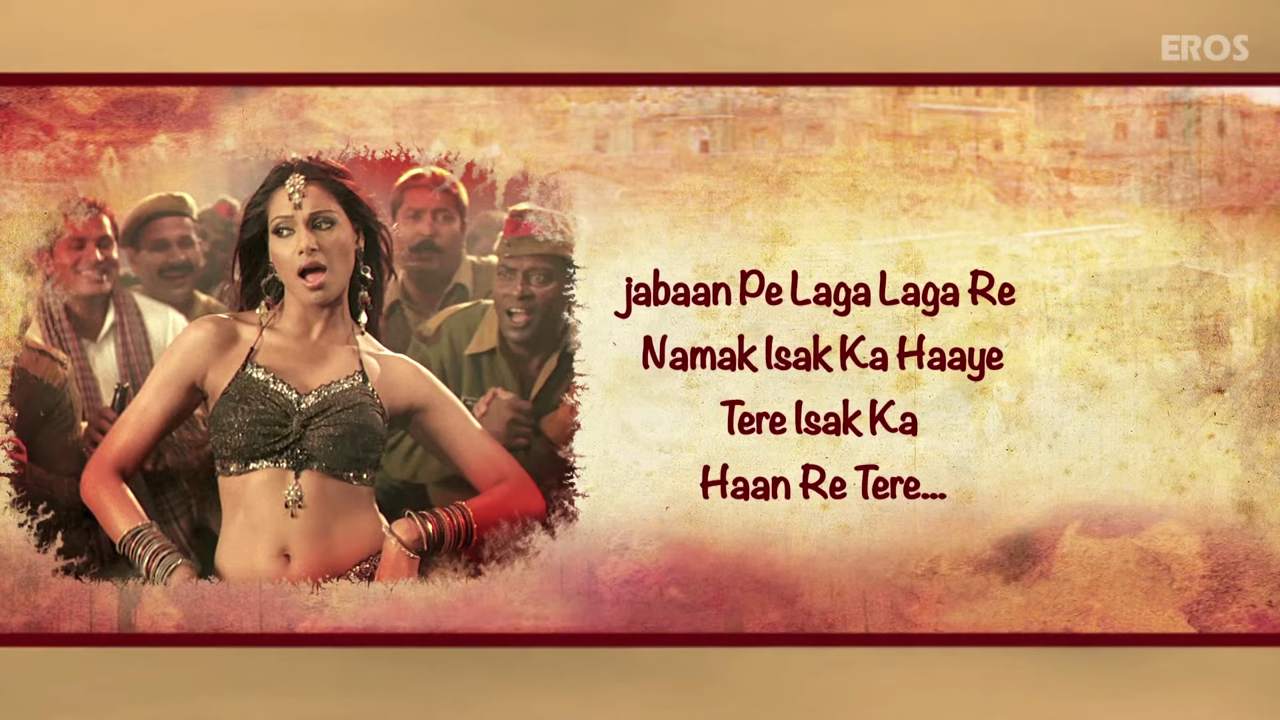 EROS
jabaan Pe Laga Laga Re
Namak Isak Ka Haaye
Tere Isak Ka
Haan Re Tere...